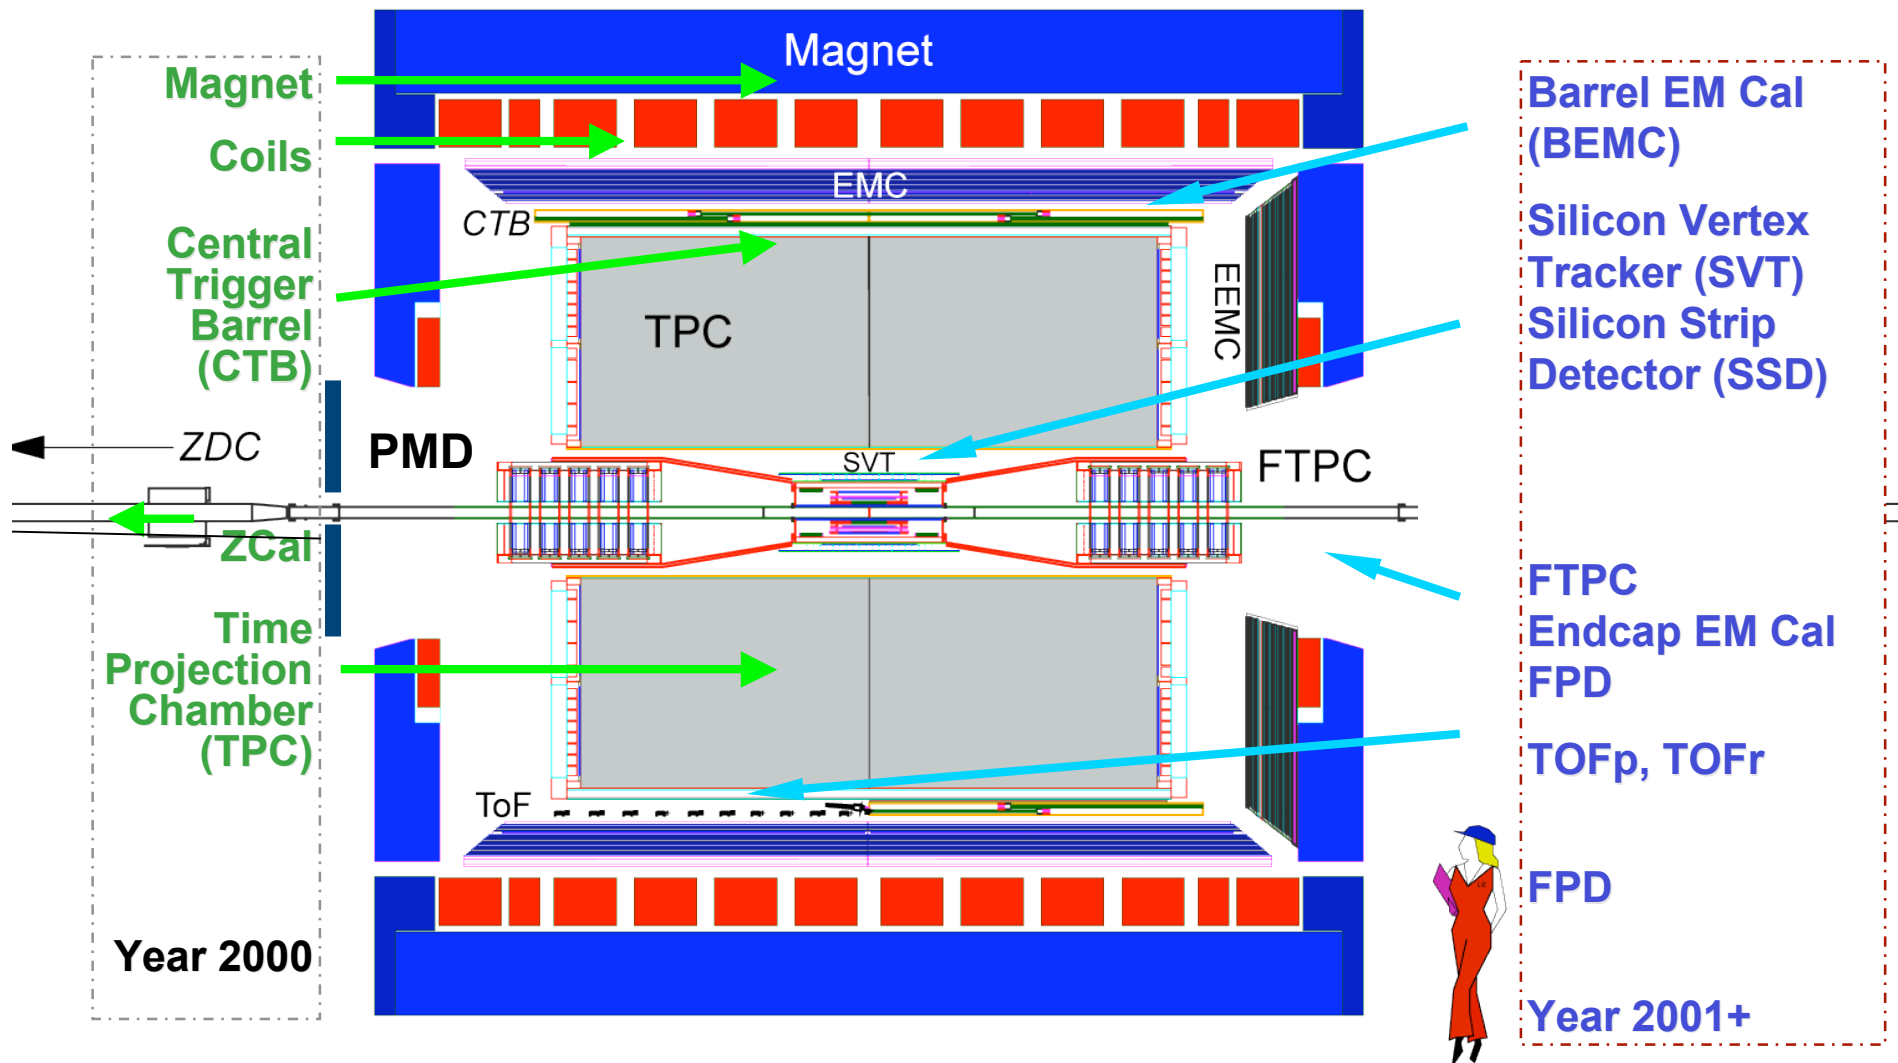 Magnet
Coils
Central
Trigger
Barrel
(CTB)
ZDC
ZCal
Time
Projection
Chamber
(TPC)
Year 2000
Magnet
EMC
CTB
TPC
EEMC
PMD
SVT
FTPC
ToF
Barrel EM Cal
(BEMC)
Silicon Vertex
Tracker (SVT)
Silicon Strip
Detector (SSD)
FTPC
Endcap EM Cal
FPD
TOFp, TOFr
FPD
Year 2001+